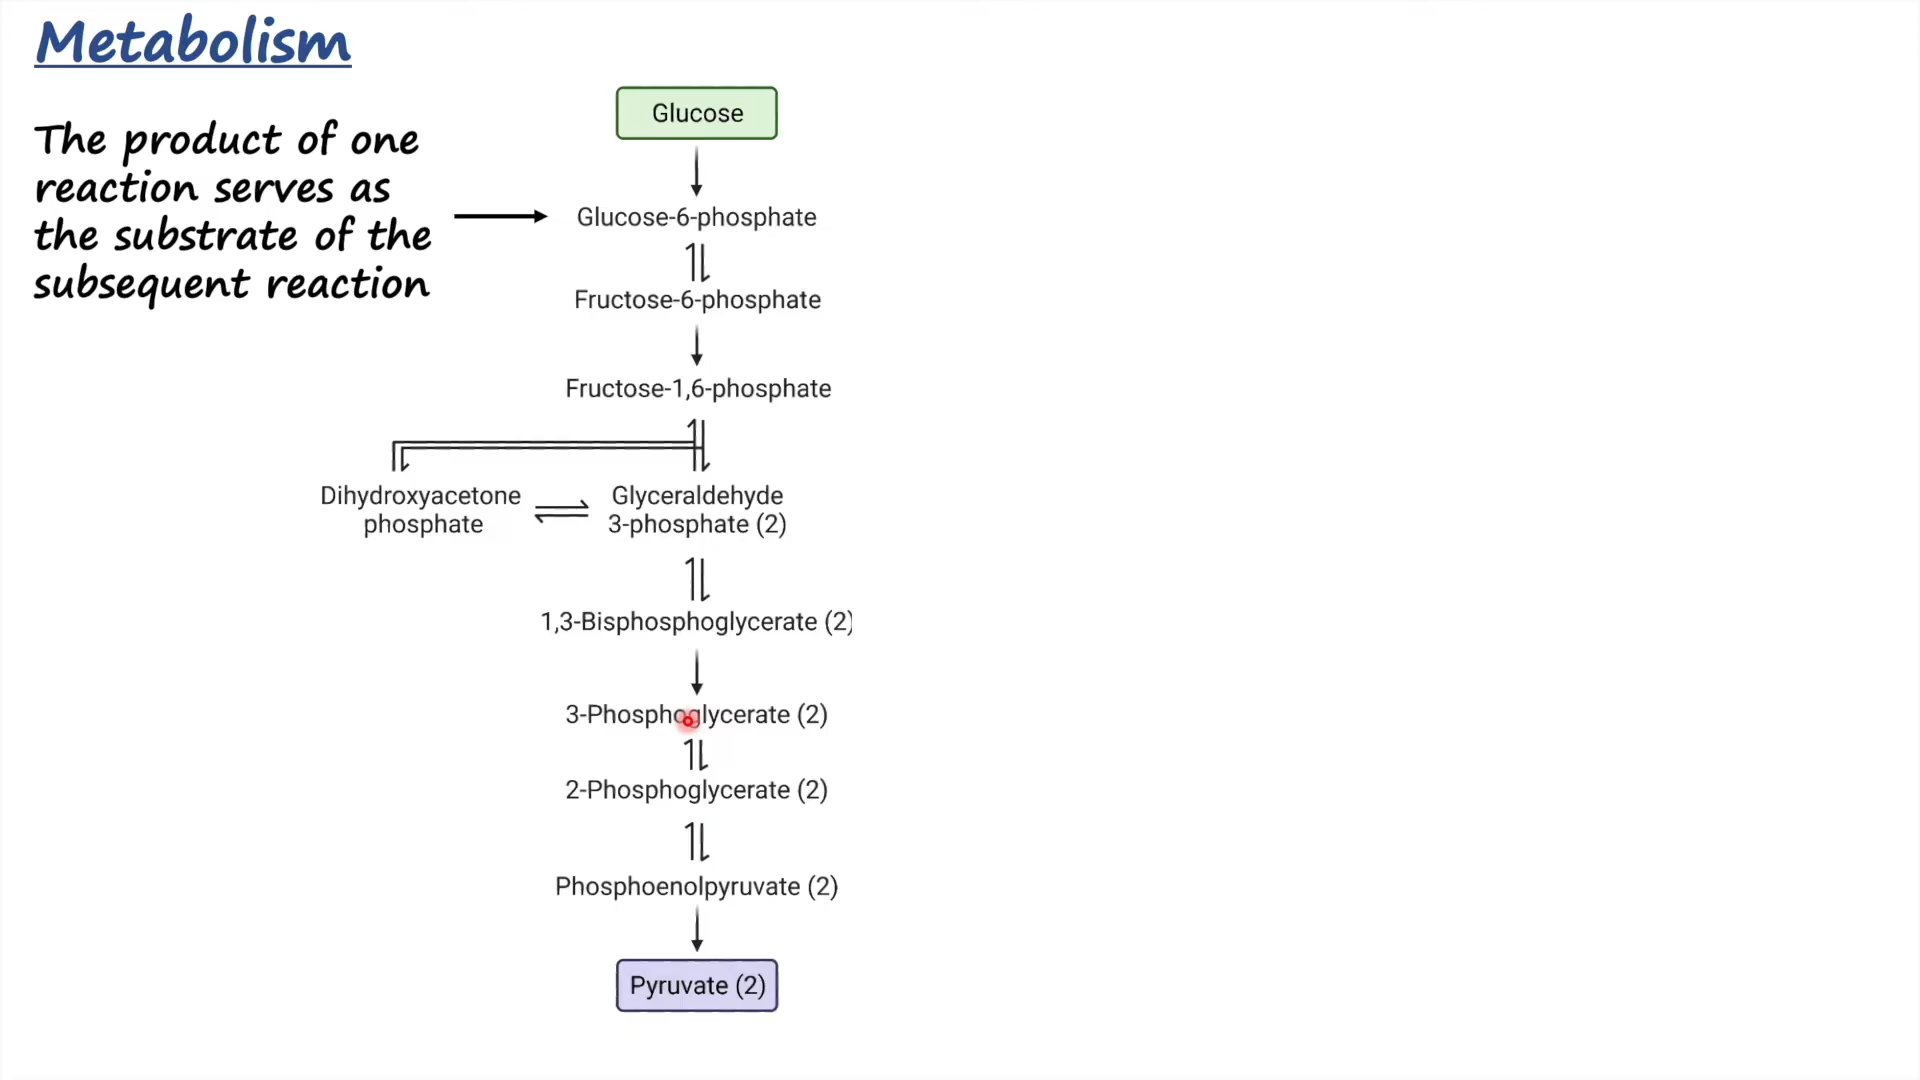 Metabolism
The product of one
reaction serves as
the substrate of the
subsequent reaction
Glucose
Glucose-6-phosphate
Fructose-6-phosphate
Fructose-1,6-phosphate
Dihydroxyacetone
phosphate
Glyceraldehyde
3-phosphate (2)
1,3-Bisphosphoglycerate (2)
3-Phosphoglycerate (2)
2-Phosphoglycerate (2)
Phosphoenolpyruvate (2)
Pyruvate (2)